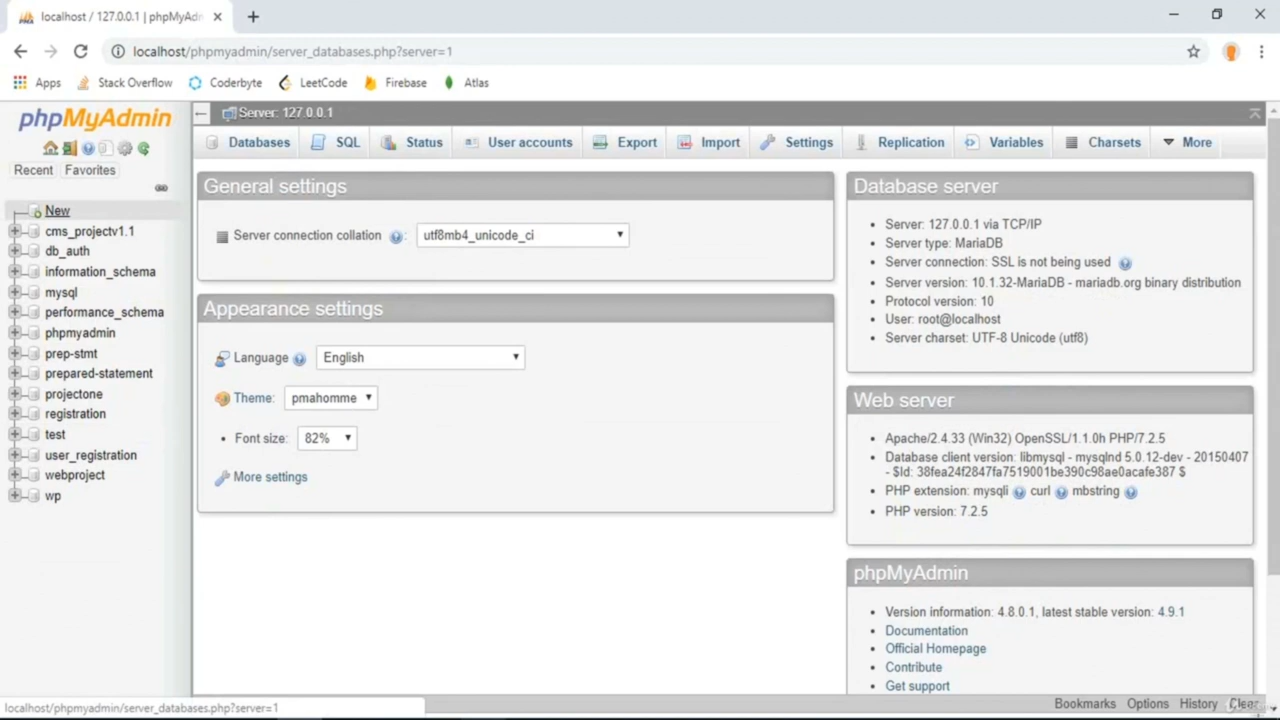 localhost / 127.0.0.1 | phpMyAdn
localhost/phpmyadmin/server_databases.php?server=1
Apps Stack Overflow Coderbyte LeetCode Firebase Atlas
phpMyAdmin
Recent Favorites
New
cms_projectv1.1
db_auth
information_schema
mysql
performance_schema
phpmyadmin
prep-stmt
prepared-statement
projectone
registration
test
user_registration
webproject
wp
Server: 127.0.0.1
Databases SQL Status User accounts Export Import Settings Replication Variables Charsets More
General settings
Server connection collation : utf8mb4_unicode_ci
Appearance settings
Language English
Theme: pmahomme
Font size: 82%
More settings
Database server
Server: 127.0.0.1 via TCP/IP
Server type: MariaDB
Server connection: SSL is not being used
Server version: 10.1.32-MariaDB - mariadb.org binary distribution
Protocol version: 10
User: root@localhost
Server charset: UTF-8 Unicode (utf8)
Web server
Apache/2.4.33 (Win32) OpenSSL/1.1.0h PHP/7.2.5
Database client version: libmysql - mysqlnd 5.0.12-dev - 20150407
- $Id: 38fea24f2847fa7519001be390c98ae0acafe387 $
PHP extension: mysqli curl mbstring
PHP version: 7.2.5
phpMyAdmin
Version information: 4.8.0.1, latest stable version: 4.9.1
Documentation
Official Homepage
Contribute
Get support
Bookmarks Options History Clear
localhost/phpmyadmin/server_databases.php?server=1